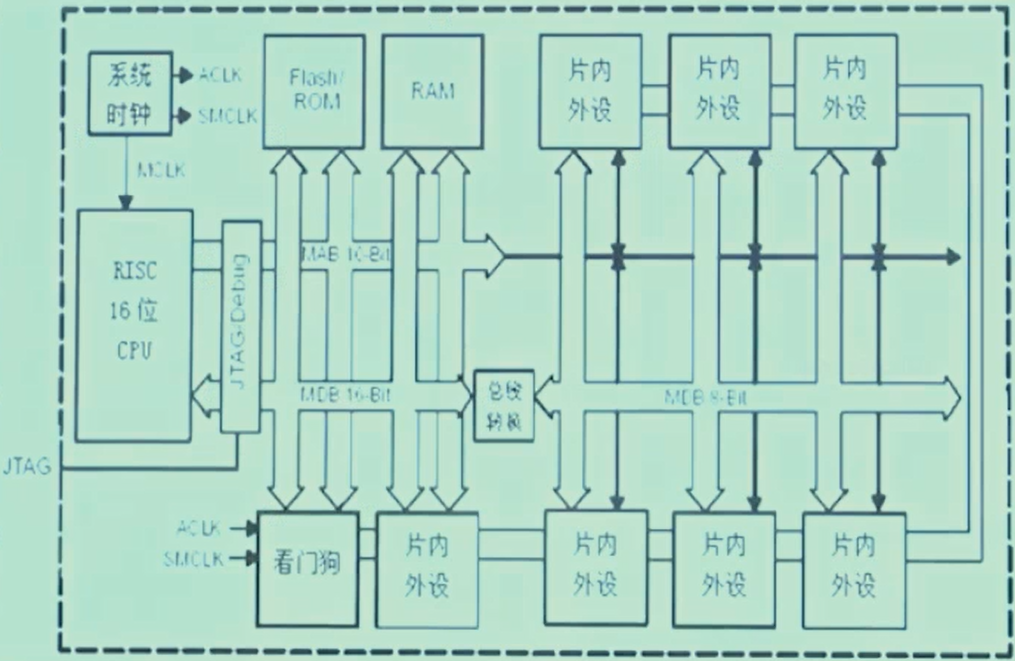 系统
时钟
ACLK
SMCLK
MCLK
Flash/
ROM
RAM
片内
外设
片内
外设
片内
外设
RISC
16位
CPU
JTAG-Debug
MAB 16-Bit
MDB 16-Bit
总线
转换
MDB 8-Bit
JTAG
ACLK
SMCLK
看门狗
片内
外设
片内
外设
片内
外设
片内
外设